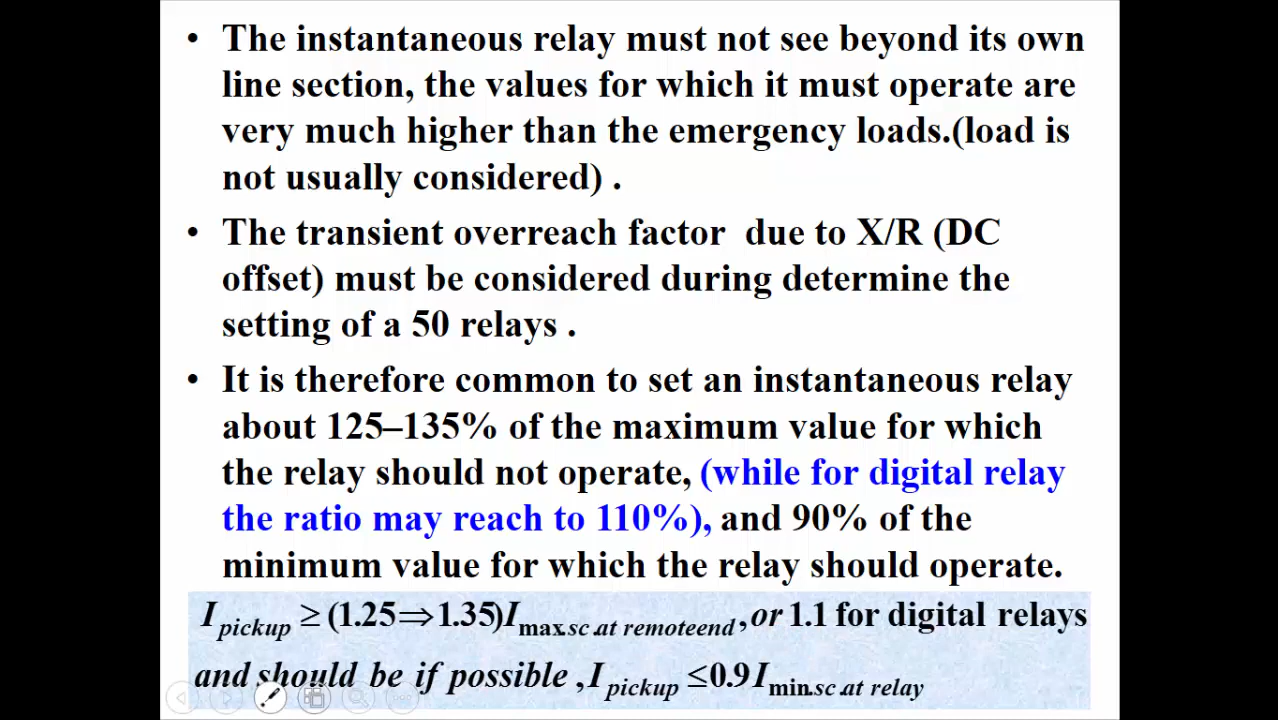 • The instantaneous relay must not see beyond its own
line section, the values for which it must operate are
very much higher than the emergency loads.(load is
not usually considered) .
• The transient overreach factor due to X/R (DC
offset) must be considered during determine the
setting of a 50 relays .
• It is therefore common to set an instantaneous relay
about 125–135% of the maximum value for which
the relay should not operate, (while for digital relay
the ratio may reach to 110%), and 90% of the
minimum value for which the relay should operate.
I pickup ≥ (1.25⇒1.35)I max.sc.at remoteend , or 1.1 for digital relays
and should be if possible , I pickup ≤0.9 I min.sc.at relay